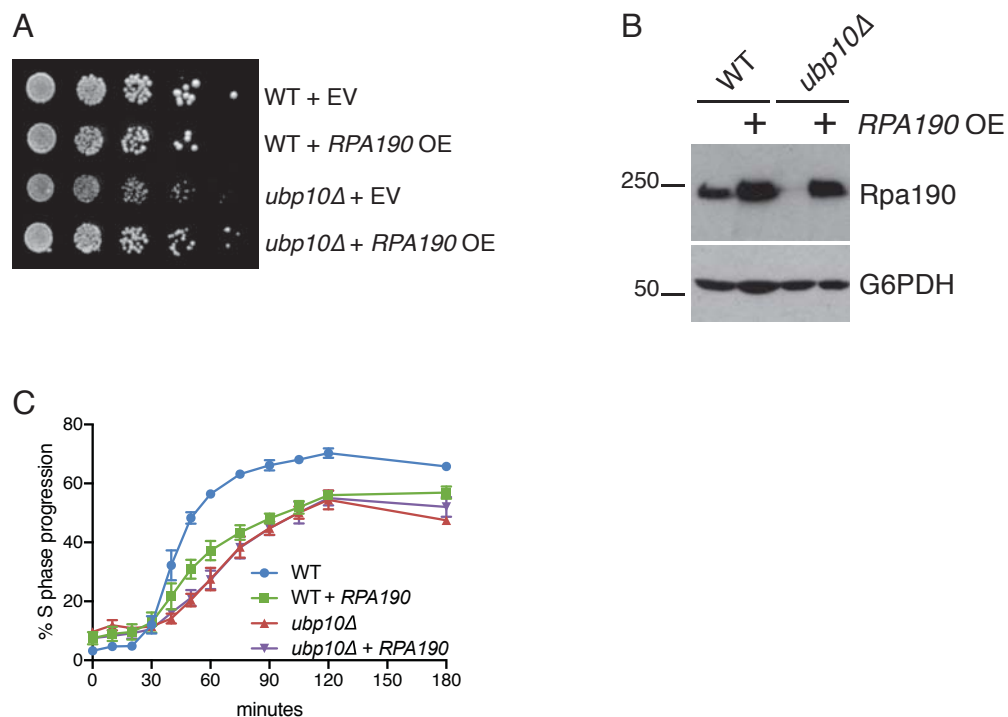 A
WT + EV
WT + RPA190 OE
ubp10Δ + EV
ubp10Δ + RPA190 OE
B
WT ubp10Δ
+ + RPA190 OE
250 Rpa190
50 G6PDH
C
% S phase progression
80
60
40
20
0
WT
WT + RPA190
ubp10Δ
ubp10Δ + RPA190
0 30 60 90 120 150 180
minutes